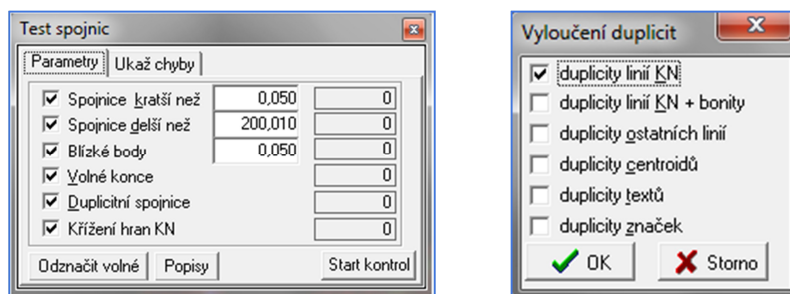 Test spojnic
Parametry Ukaž chyby
Spojnice kratší než 0,050 0
Spojnice delší než 200,010 0
Blízké body 0,050 0
Volné konce 0
Duplicitní spojnice 0
Křížení hran KN 0
Odznačit volné Popisy Start kontrol
Vyloučení duplicit
duplicity linií KN
duplicity linií KN + bonity
duplicity ostatních linií
duplicity centroidů
duplicity textů
duplicity značek
OK Storno